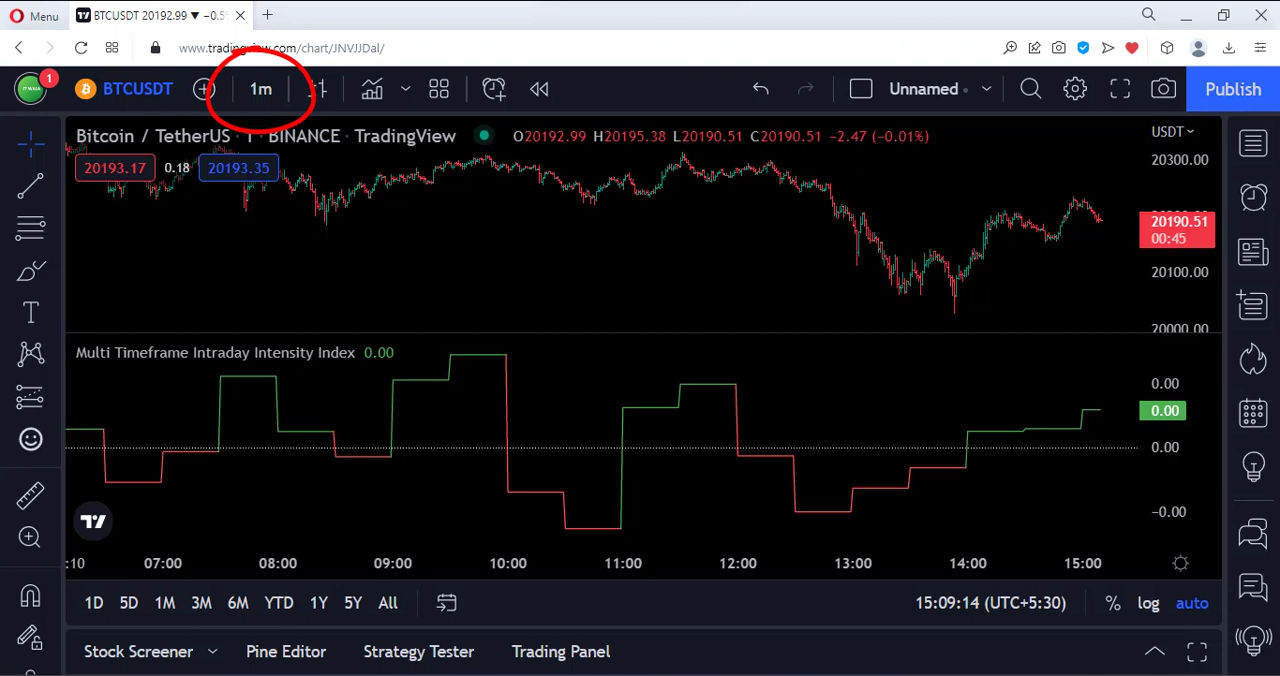 Menu
BTCUSDT 20192.99 ▼ −0.5
www.tradingview.com/chart/JNVJJDal/
1
BTCUSDT
1m
Unnamed
Publish
Bitcoin / TetherUS · 1 · BINANCE · TradingView
O20192.99 H20195.38 L20190.51 C20190.51 −2.47 (−0.01%)
USDT
20193.17 0.18 20193.35
20300.00
20190.51
00:45
20100.00
20000.00
Multi Timeframe Intraday Intensity Index 0.00
0.00
0.00
0.00
−0.00
:10 07:00 08:00 09:00 10:00 11:00 12:00 13:00 14:00 15:00
1D 5D 1M 3M 6M YTD 1Y 5Y All
15:09:14 (UTC+5:30) % log auto
Stock Screener Pine Editor Strategy Tester Trading Panel